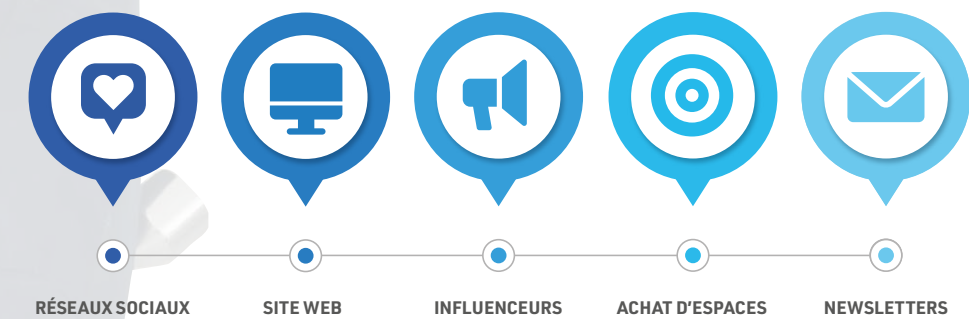 RÉSEAUX SOCIAUX
SITE WEB
INFLUENCEURS
ACHAT D'ESPACES
NEWSLETTERS